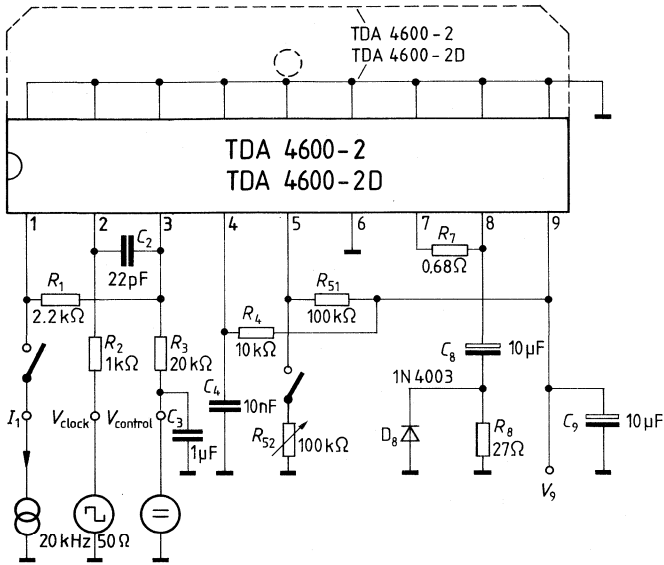 TDA 4600-2
TDA 4600-2D
TDA 4600-2
TDA 4600-2D
1 2 3 4 5 6 7 8 9
C2
22pF
R7
0.68Ω
R1
2.2kΩ
R51
100kΩ
R2
1kΩ
R3
20kΩ
R4
10kΩ
C8
10µF
1N4003
C4
10nF
I1
Vclock
Vcontrol
C3
1µF
R52
100kΩ
D8
R8
27Ω
C9
10µF
V9
20kHz 50Ω